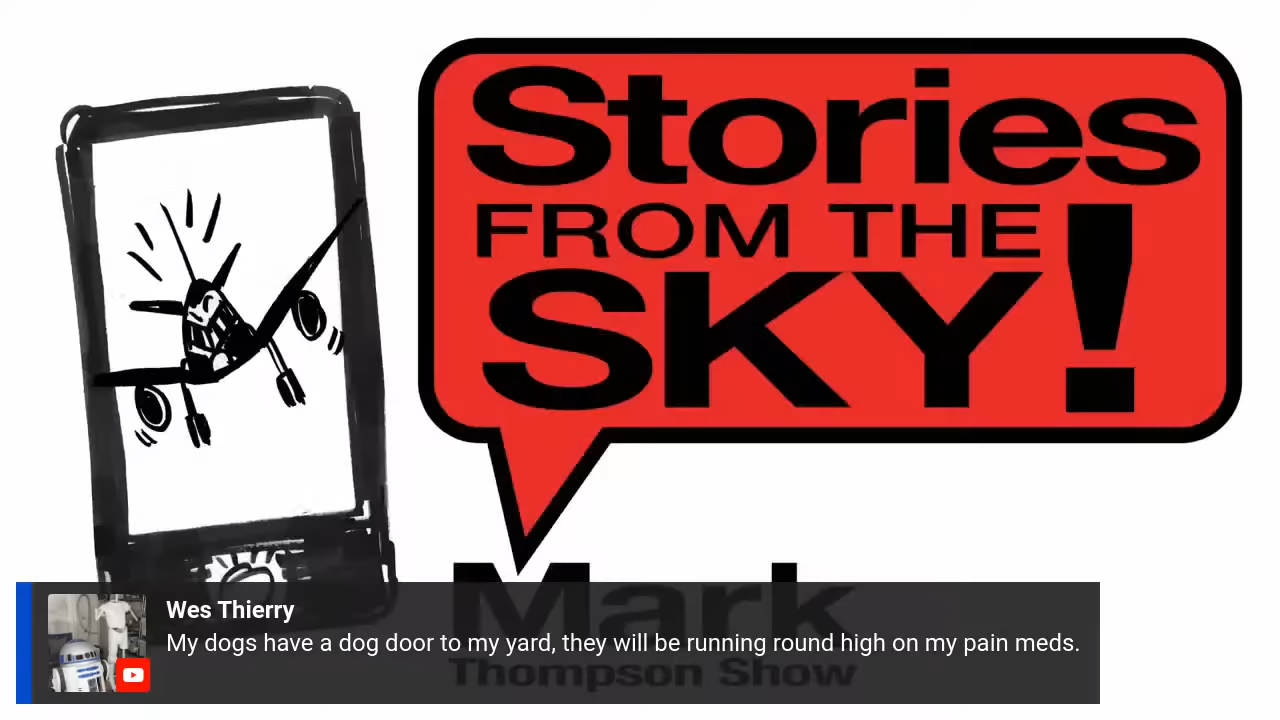 Stories
FROM THE
SKY!
Mark
Thompson Show
Wes Thierry
My dogs have a dog door to my yard, they will be running round high on my pain meds.